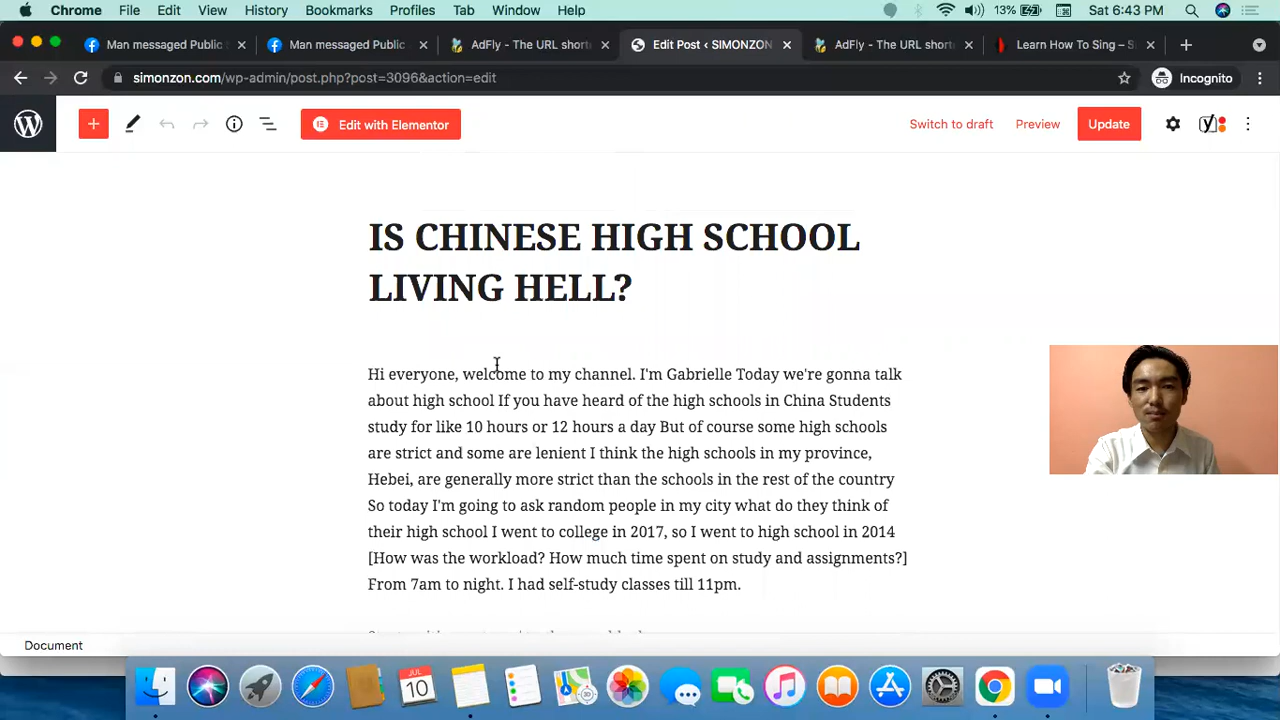 Chrome File Edit View History Bookmarks Profiles Tab Window Help 13% Sat 6:43 PM
Man messaged Public Man messaged Public AdFly - The URL short Edit Post < SIMONZON AdFly - The URL short Learn How To Sing – S
simonzon.com/wp-admin/post.php?post=3096&action=edit Incognito
Edit with Elementor Switch to draft Preview Update
IS CHINESE HIGH SCHOOL
LIVING HELL?
Hi everyone, welcome to my channel. I'm Gabrielle Today we're gonna talk
about high school If you have heard of the high schools in China Students
study for like 10 hours or 12 hours a day But of course some high schools
are strict and some are lenient I think the high schools in my province,
Hebei, are generally more strict than the schools in the rest of the country
So today I'm going to ask random people in my city what do they think of
their high school I went to college in 2017, so I went to high school in 2014
[How was the workload? How much time spent on study and assignments?]
From 7am to night. I had self-study classes till 11pm.
Document
JUL
10